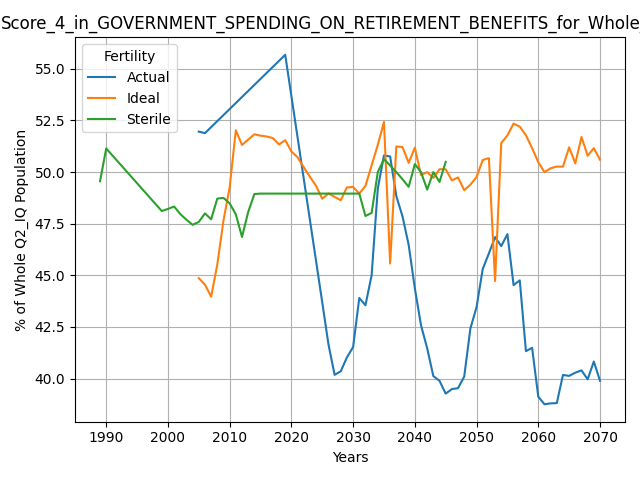 Score_4_in_GOVERNMENT_SPENDING_ON_RETIREMENT_BENEFITS_for_Whole_
Fertility
Actual
Ideal
Sterile
% of Whole Q2_IQ Population
55.0
52.5
50.0
47.5
45.0
42.5
40.0
1990 2000 2010 2020 2030 2040 2050 2060 2070
Years